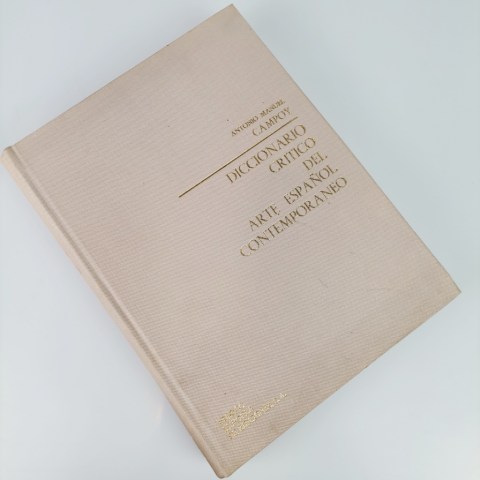 ANTONIO MANUEL
CAMPOY
DICCIONARIO
CRITICO
DEL
ARTE ESPAÑOL
CONTEMPORANEO